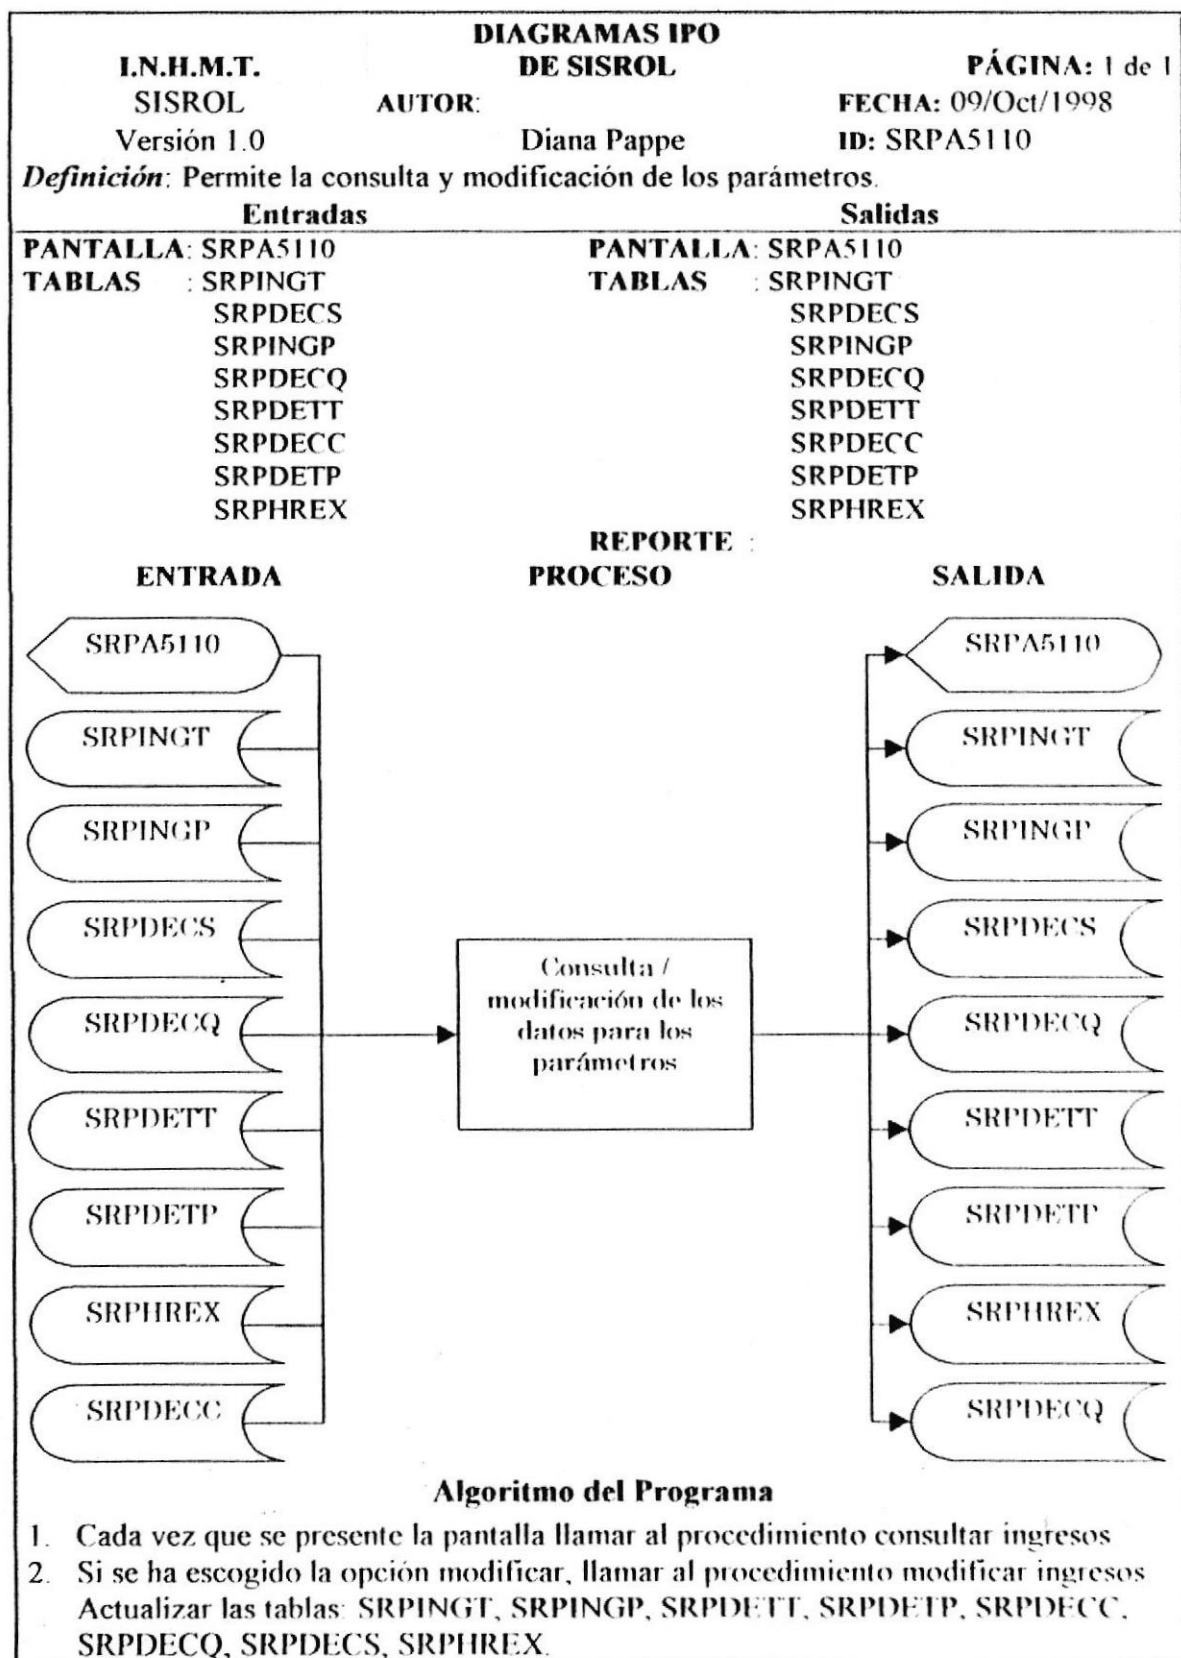 DIAGRAMAS IPO
I.N.H.M.T. DE SISROL PÁGINA: 1 de 1
SISROL AUTOR: FECHA: 09/Oct/1998
Versión 1.0 Diana Pappe ID: SRPA5110
Definición: Permite la consulta y modificación de los parámetros.
Entradas Salidas
PANTALLA: SRPA5110 PANTALLA: SRPA5110
TABLAS : SRPINGT TABLAS : SRPINGT
SRPDECS SRPDECS
SRPINGP SRPINGP
SRPDECQ SRPDECQ
SRPDETT SRPDETT
SRPDECC SRPDECC
SRPDETP SRPDETP
SRPHREX SRPHREX
REPORTE :
ENTRADA PROCESO SALIDA
SRPA5110 SRPA5110
SRPINGT SRPINGT
SRPINGP SRPINGP
SRPDECS SRPDECS
Consulta /
modificación de los
datos para los
parámetros
SRPDECQ SRPDECQ
SRPDETT SRPDETT
SRPDETP SRPDETP
SRPHREX SRPHREX
SRPDECC SRPDECQ
Algoritmo del Programa
1. Cada vez que se presente la pantalla llamar al procedimiento consultar ingresos
2. Si se ha escogido la opción modificar, llamar al procedimiento modificar ingresos
Actualizar las tablas: SRPINGT, SRPINGP, SRPDETT, SRPDETP, SRPDECC,
SRPDECQ, SRPDECS, SRPHREX.